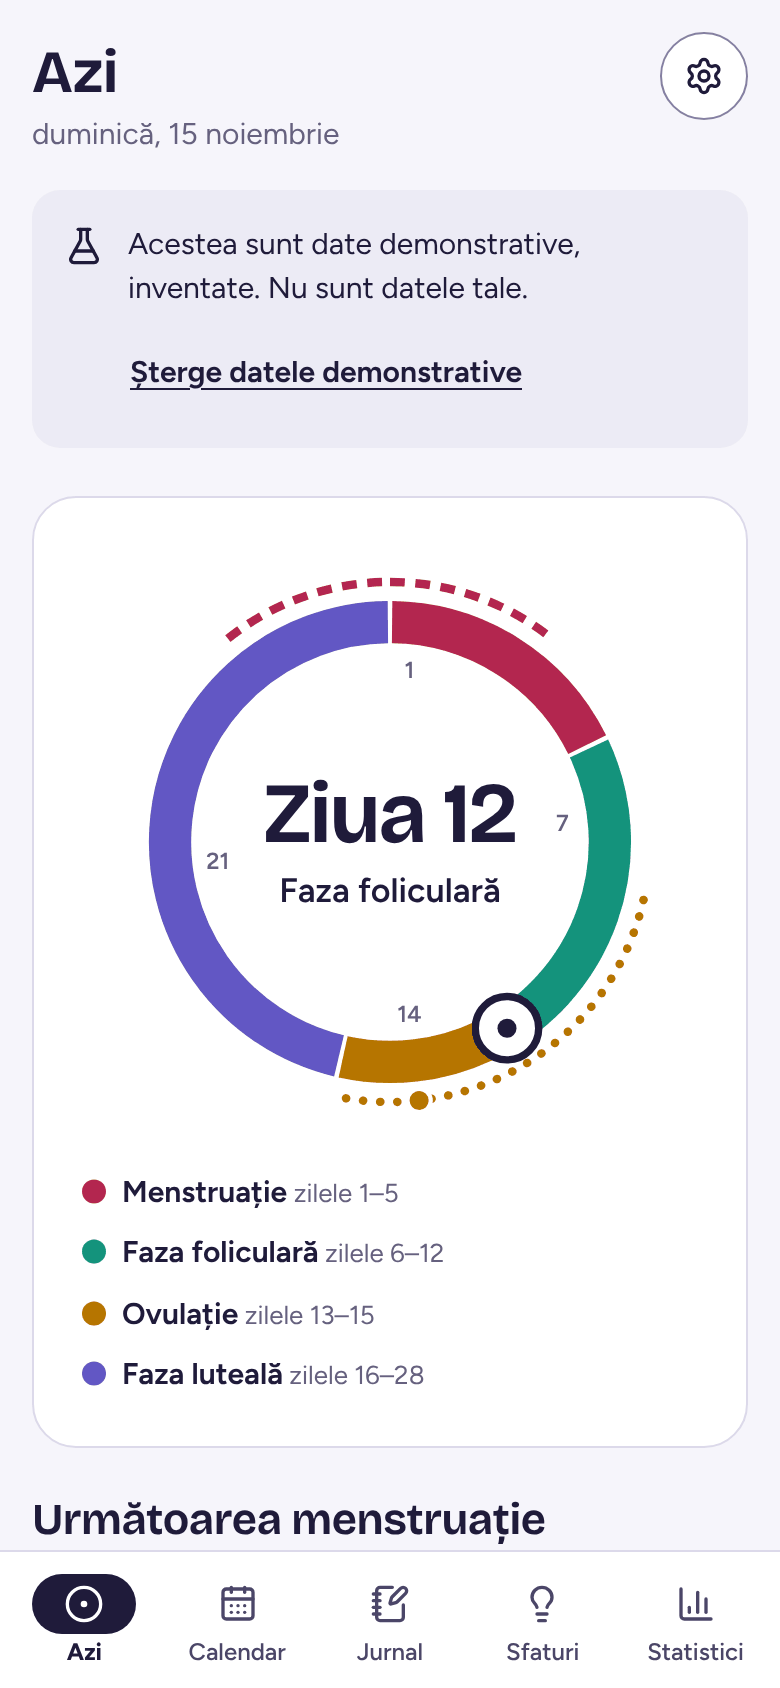 Azi
duminică, 15 noiembrie
Acestea sunt date demonstrative,
inventate. Nu sunt datele tale.
Șterge datele demonstrative
1
7
14
21
Ziua 12
Faza foliculară
Menstruație zilele 1–5
Faza foliculară zilele 6–12
Ovulație zilele 13–15
Faza luteală zilele 16–28
Următoarea menstruație
Azi
Calendar
Jurnal
Sfaturi
Statistici